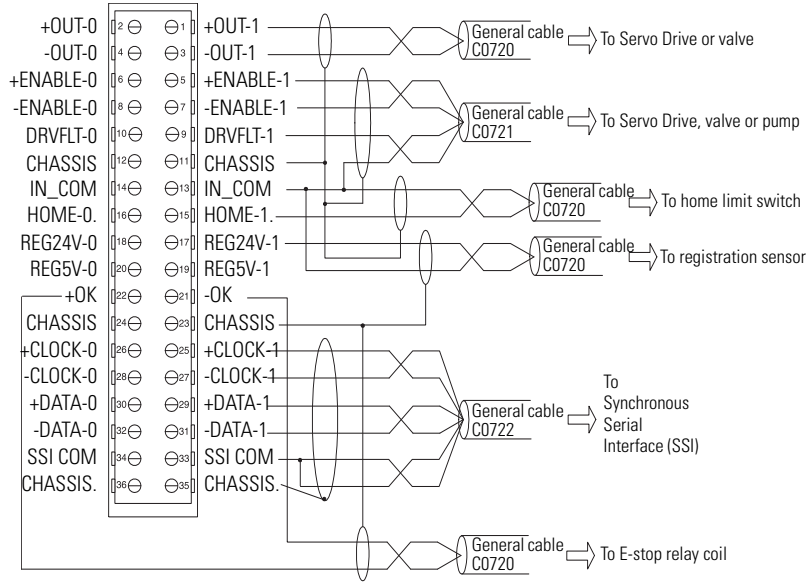 +OUT-0 2 1 +OUT-1
-OUT-0 4 3 -OUT-1
+ENABLE-0 6 5 +ENABLE-1
-ENABLE-0 8 7 -ENABLE-1
DRVFLT-0 10 9 DRVFLT-1
CHASSIS 12 11 CHASSIS
IN_COM 14 13 IN_COM
HOME-0. 16 15 HOME-1.
REG24V-0 18 17 REG24V-1
REG5V-0 20 19 REG5V-1
+OK 22 21 -OK
CHASSIS 24 23 CHASSIS
+CLOCK-0 26 25 +CLOCK-1
-CLOCK-0 28 27 -CLOCK-1
+DATA-0 30 29 +DATA-1
-DATA-0 32 31 -DATA-1
SSI COM 34 33 SSI COM
CHASSIS. 36 35 CHASSIS.
General cable
C0720
To Servo Drive or valve
General cable
C0721
To Servo Drive, valve or pump
General cable
C0720
To home limit switch
General cable
C0720
To registration sensor
General cable
C0722
To
Synchronous
Serial
Interface (SSI)
General cable
C0720
To E-stop relay coil